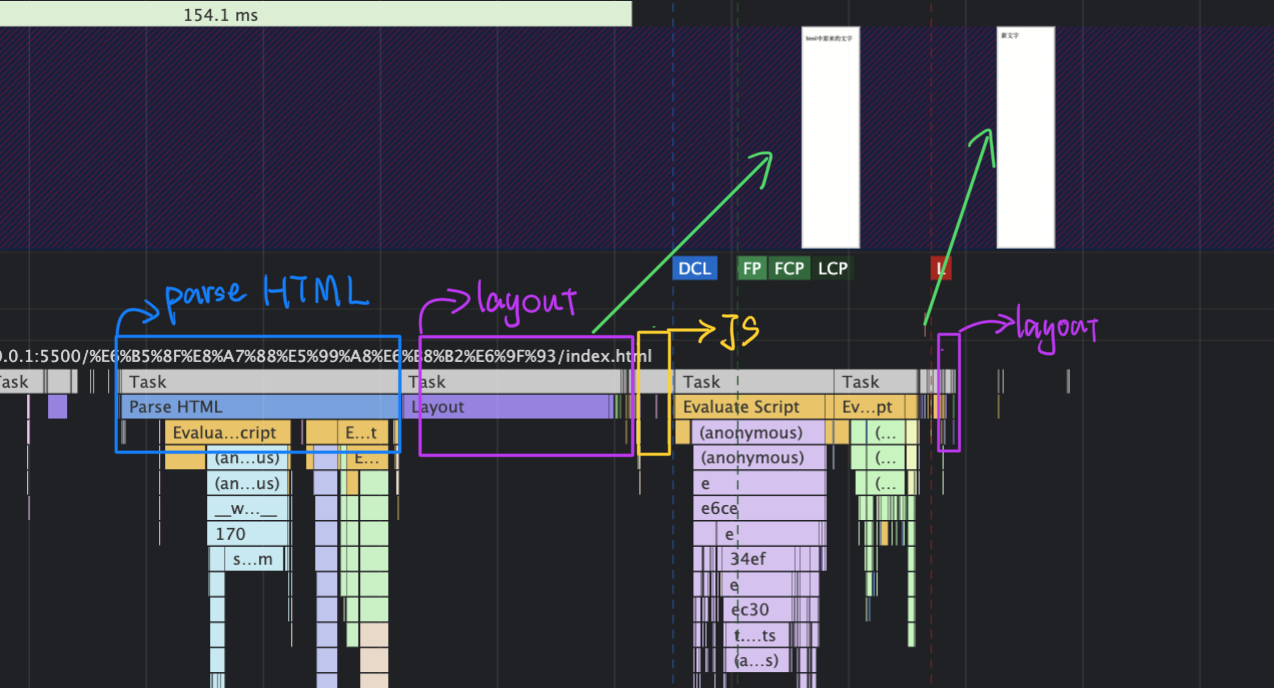 154.1 ms
html中原来的文字
新文字
DCL FP FCP LCP L
parse HTML
layout
JS
layout
0.0.1:5500/%E6%B5%8F%E8%A7%88%E5%99%A8%E6%B8%B2%E6%9F%93/index.html
Task Task Task Task Task
Parse HTML Layout Evaluate Script Ev…pt
Evalua…cript E…t (anonymous) (…
(an…us) E… (anonymous) (…
(an…us) e (…
__w…__ e6ce
170 e
s…m 34ef
e
ec30
t.…ts
(a…s)